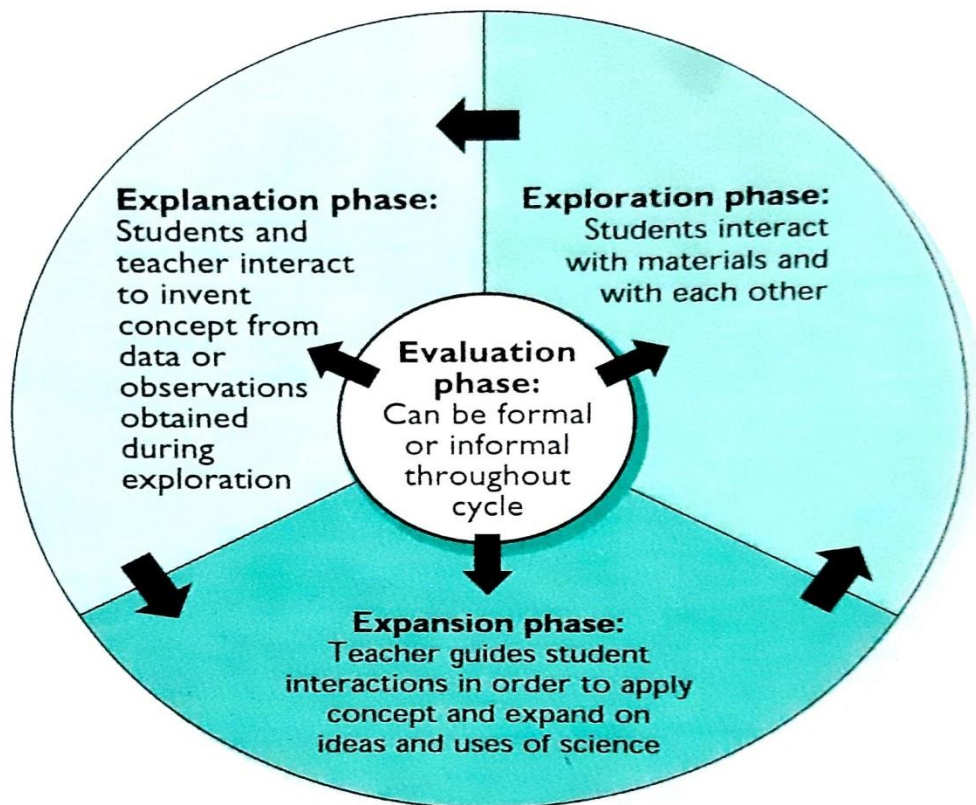 Explanation phase:
Students and
teacher interact
to invent
concept from
data or
observations
obtained
during
exploration
Exploration phase:
Students interact
with materials and
with each other
Evaluation
phase:
Can be formal
or informal
throughout
cycle
Expansion phase:
Teacher guides student
interactions in order to apply
concept and expand on
ideas and uses of science